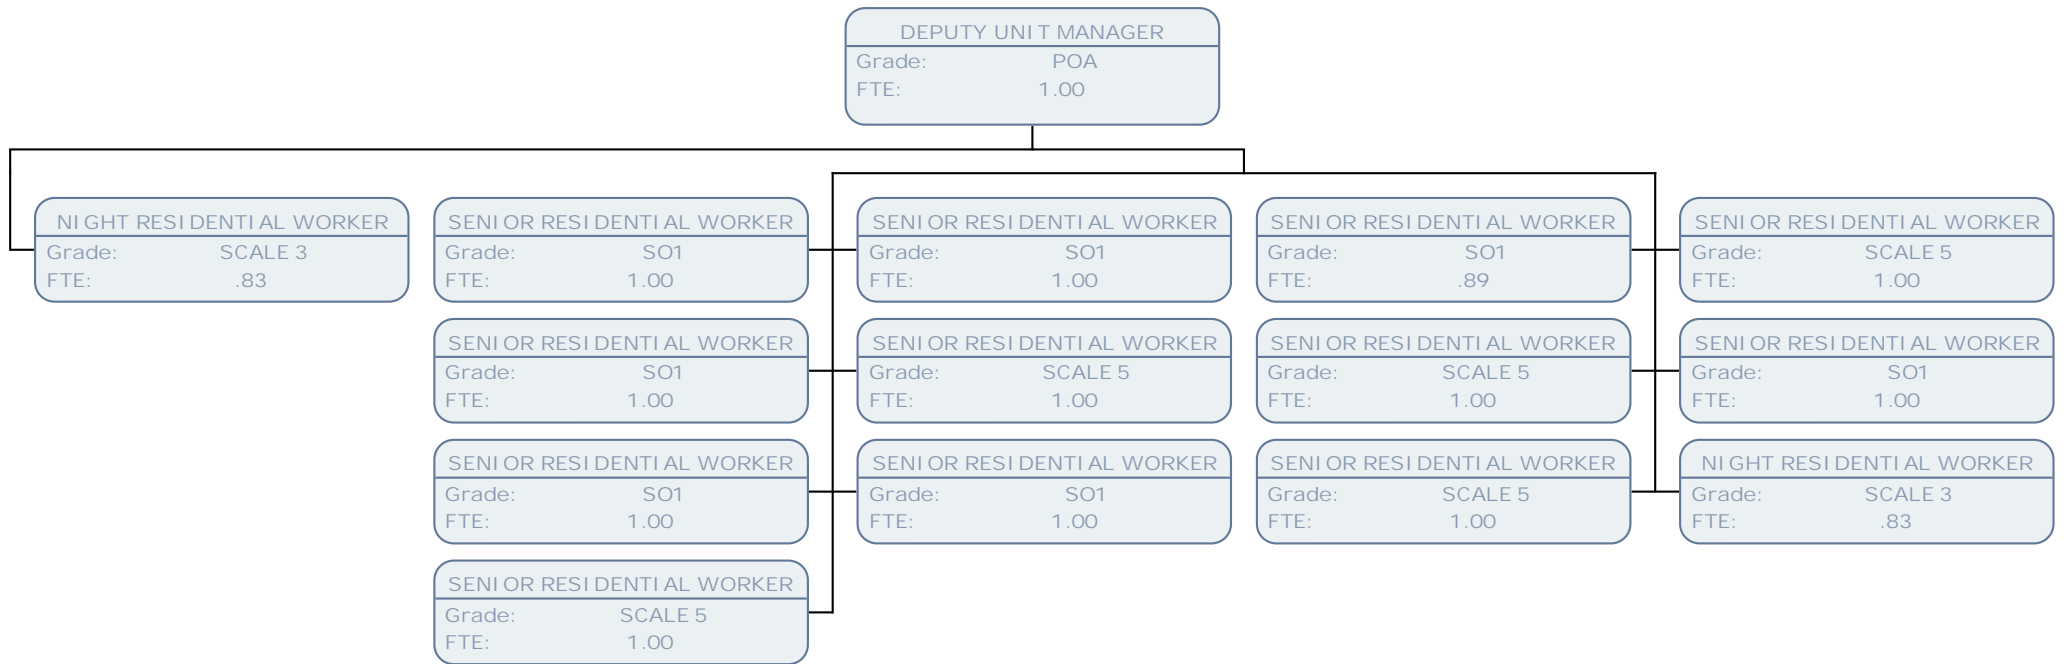 DEPUTY UNIT MANAGER
Grade: POA
FTE: 1.00
NIGHT RESIDENTIAL WORKER
Grade: SCALE 3
FTE: .83
SENIOR RESIDENTIAL WORKER
Grade: SO1
FTE: 1.00
SENIOR RESIDENTIAL WORKER
Grade: SO1
FTE: 1.00
SENIOR RESIDENTIAL WORKER
Grade: SO1
FTE: .89
SENIOR RESIDENTIAL WORKER
Grade: SCALE 5
FTE: 1.00
SENIOR RESIDENTIAL WORKER
Grade: SO1
FTE: 1.00
SENIOR RESIDENTIAL WORKER
Grade: SCALE 5
FTE: 1.00
SENIOR RESIDENTIAL WORKER
Grade: SCALE 5
FTE: 1.00
SENIOR RESIDENTIAL WORKER
Grade: SO1
FTE: 1.00
SENIOR RESIDENTIAL WORKER
Grade: SO1
FTE: 1.00
SENIOR RESIDENTIAL WORKER
Grade: SO1
FTE: 1.00
SENIOR RESIDENTIAL WORKER
Grade: SCALE 5
FTE: 1.00
NIGHT RESIDENTIAL WORKER
Grade: SCALE 3
FTE: .83
SENIOR RESIDENTIAL WORKER
Grade: SCALE 5
FTE: 1.00